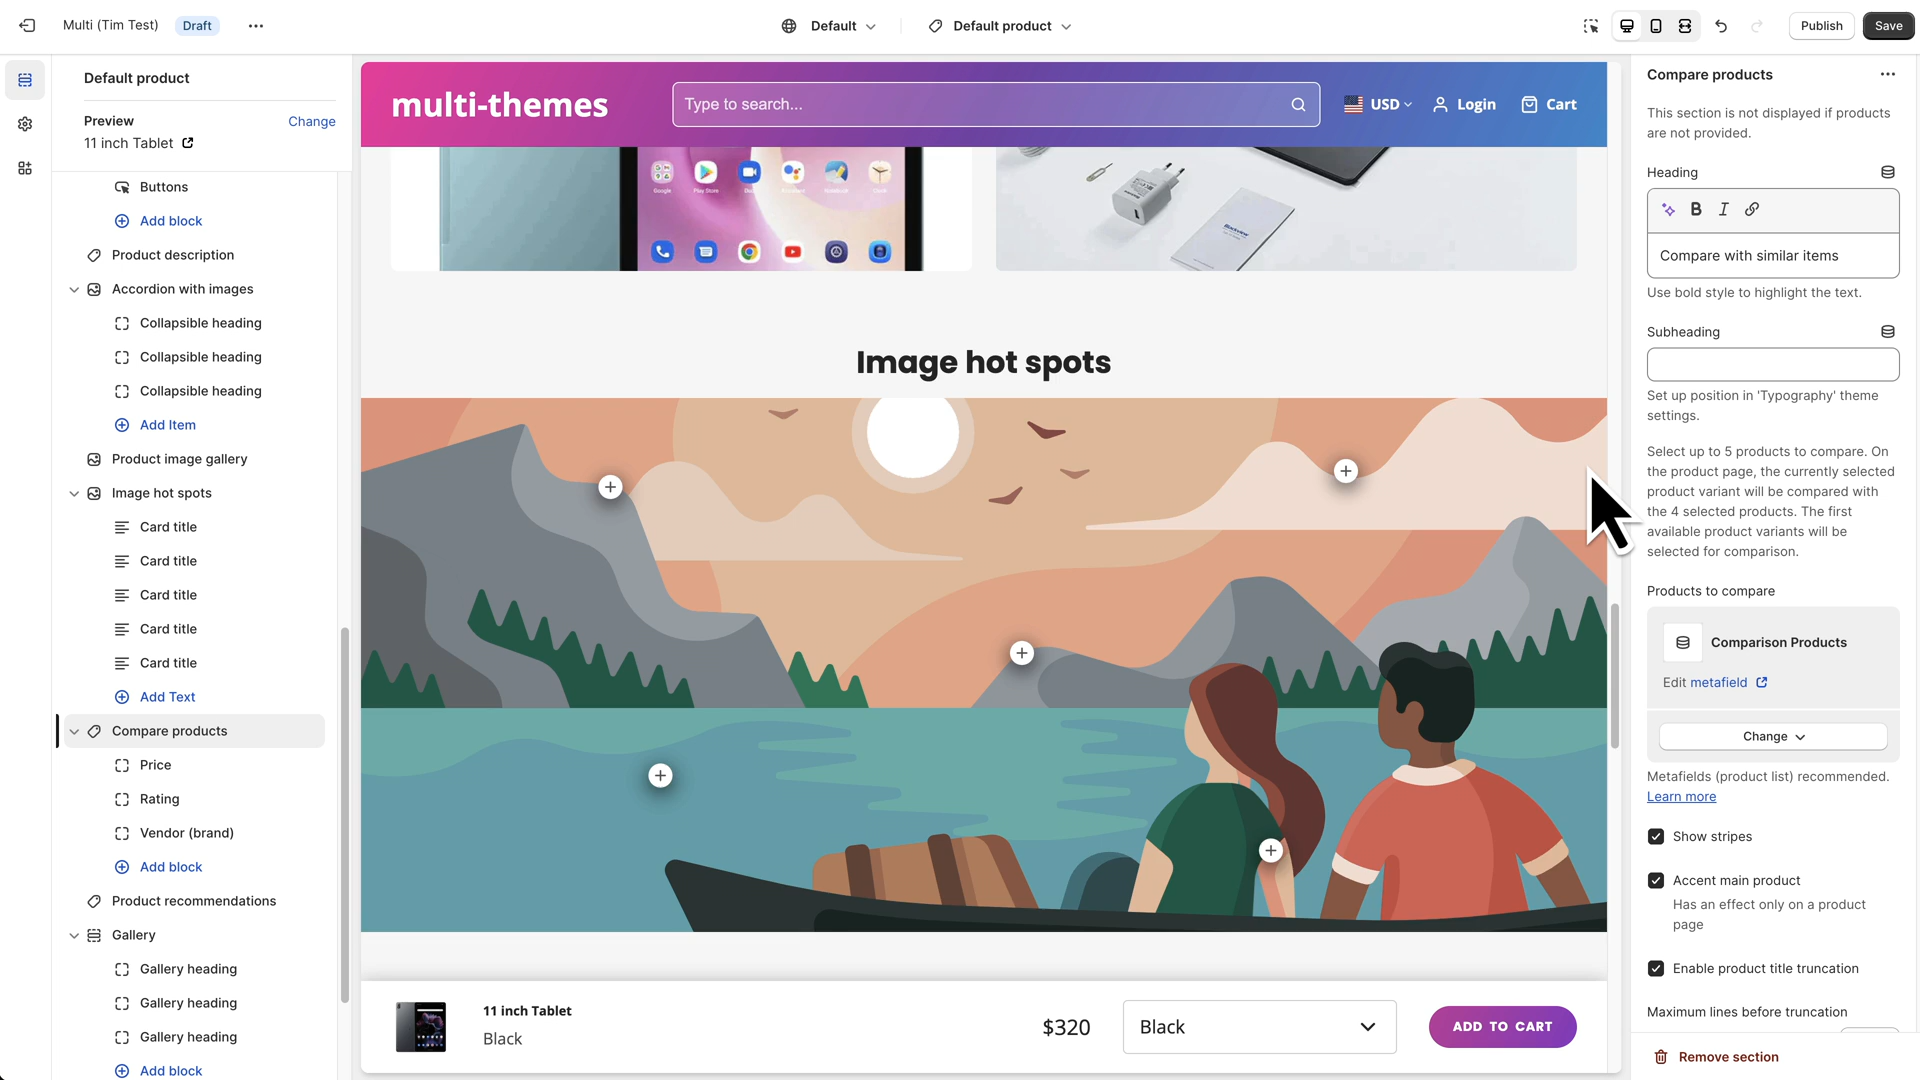 Multi (Tim Test)
Draft
Default
Default product
Publish
Save
Default product
Preview
Change
11 inch Tablet
Buttons
Add block
Product description
Accordion with images
Collapsible heading
Collapsible heading
Collapsible heading
Add Item
Product image gallery
Image hot spots
Card title
Card title
Card title
Card title
Card title
Add Text
Compare products
Price
Rating
Vendor (brand)
Add block
Product recommendations
Gallery
Gallery heading
Gallery heading
Gallery heading
Add block
multi-themes
Type to search...
USD
Login
Cart
Google
Play Store
Image hot spots
11 inch Tablet
Black
$320
Black
ADD TO CART
Compare products
This section is not displayed if products
are not provided.
Heading
B I
Compare with similar items
Use bold style to highlight the text.
Subheading
Set up position in 'Typography' theme
settings.
Select up to 5 products to compare. On
the product page, the currently selected
product variant will be compared with
the 4 selected products. The first
available product variants will be
selected for comparison.
Products to compare
Comparison Products
Edit metafield
Change
Metafields (product list) recommended.
Learn more
Show stripes
Accent main product
Has an effect only on a product
page
Enable product title truncation
Maximum lines before truncation
Remove section